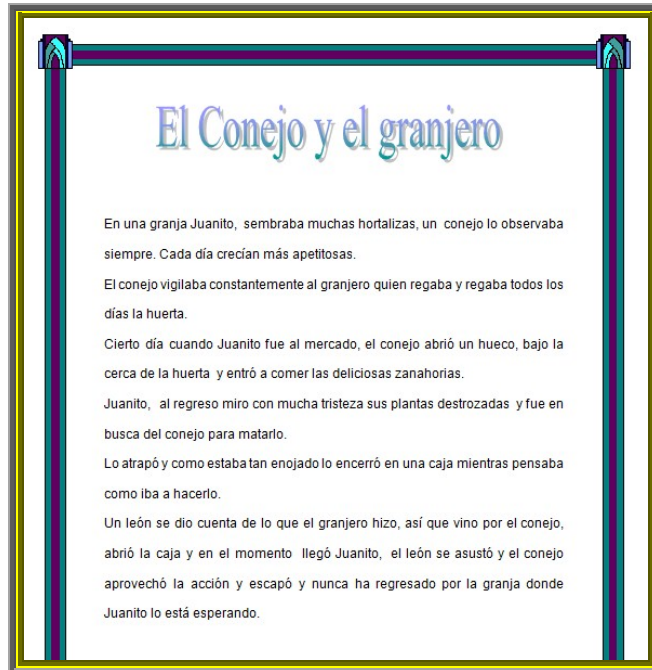 El Conejo y el granjero
En una granja Juanito, sembraba muchas hortalizas, un conejo lo observaba
siempre. Cada día crecían más apetitosas.
El conejo vigilaba constantemente al granjero quien regaba y regaba todos los
días la huerta.
Cierto día cuando Juanito fue al mercado, el conejo abrió un hueco, bajo la
cerca de la huerta y entró a comer las deliciosas zanahorias.
Juanito, al regreso miro con mucha tristeza sus plantas destrozadas y fue en
busca del conejo para matarlo.
Lo atrapó y como estaba tan enojado lo encerró en una caja mientras pensaba
como iba a hacerlo.
Un león se dio cuenta de lo que el granjero hizo, así que vino por el conejo,
abrió la caja y en el momento llegó Juanito, el león se asustó y el conejo
aprovechó la acción y escapó y nunca ha regresado por la granja donde
Juanito lo está esperando.